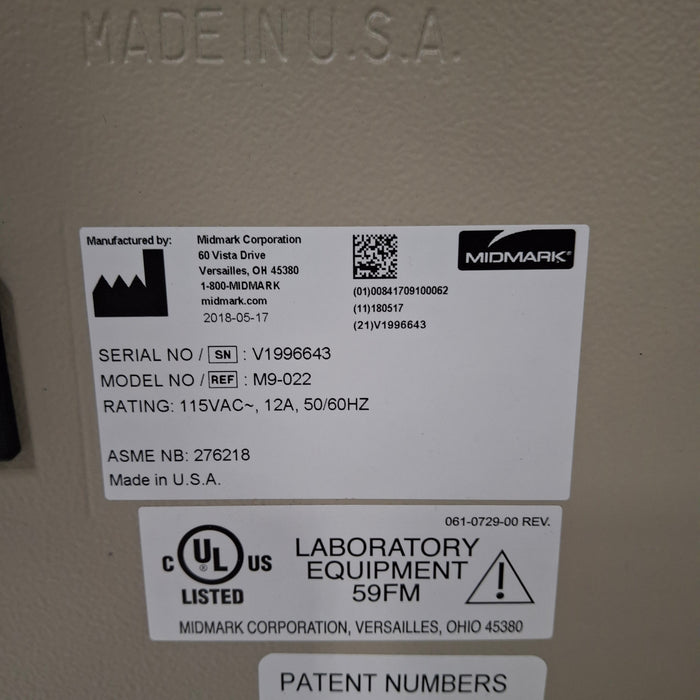 MADE IN U.S.A.
Manufactured by:
Midmark Corporation
60 Vista Drive
Versailles, OH 45380
1-800-MIDMARK
midmark.com
2018-05-17
(01)00841709100062
(11)180517
(21)V1996643
MIDMARK®
SERIAL NO / SN : V1996643
MODEL NO / REF : M9-022
RATING: 115VAC~, 12A, 50/60HZ
ASME NB: 276218
Made in U.S.A.
061-0729-00 REV.
C UL ® US
LISTED
LABORATORY
EQUIPMENT
59FM
!
MIDMARK CORPORATION, VERSAILLES, OHIO 45380
PATENT NUMBERS